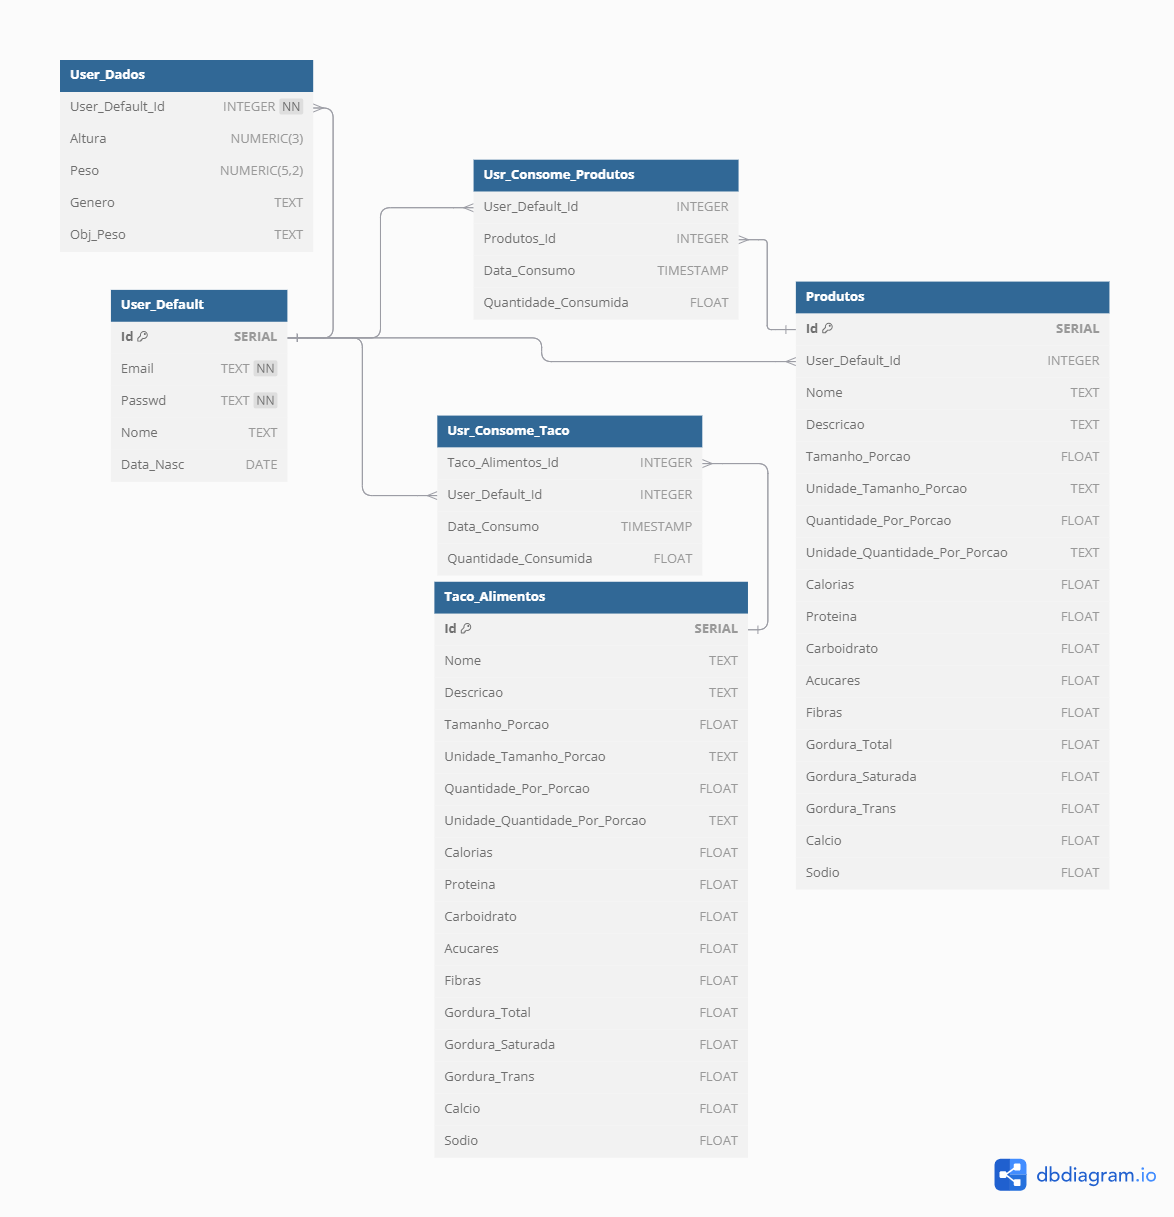 User_Dados
User_Default_Id INTEGER NN
Altura NUMERIC(3)
Peso NUMERIC(5,2)
Genero TEXT
Obj_Peso TEXT
User_Default
Id SERIAL
Email TEXT NN
Passwd TEXT NN
Nome TEXT
Data_Nasc DATE
Usr_Consome_Produtos
User_Default_Id INTEGER
Produtos_Id INTEGER
Data_Consumo TIMESTAMP
Quantidade_Consumida FLOAT
Usr_Consome_Taco
Taco_Alimentos_Id INTEGER
User_Default_Id INTEGER
Data_Consumo TIMESTAMP
Quantidade_Consumida FLOAT
Taco_Alimentos
Id SERIAL
Nome TEXT
Descricao TEXT
Tamanho_Porcao FLOAT
Unidade_Tamanho_Porcao TEXT
Quantidade_Por_Porcao FLOAT
Unidade_Quantidade_Por_Porcao TEXT
Calorias FLOAT
Proteina FLOAT
Carboidrato FLOAT
Acucares FLOAT
Fibras FLOAT
Gordura_Total FLOAT
Gordura_Saturada FLOAT
Gordura_Trans FLOAT
Calcio FLOAT
Sodio FLOAT
Produtos
Id SERIAL
User_Default_Id INTEGER
Nome TEXT
Descricao TEXT
Tamanho_Porcao FLOAT
Unidade_Tamanho_Porcao TEXT
Quantidade_Por_Porcao FLOAT
Unidade_Quantidade_Por_Porcao TEXT
Calorias FLOAT
Proteina FLOAT
Carboidrato FLOAT
Acucares FLOAT
Fibras FLOAT
Gordura_Total FLOAT
Gordura_Saturada FLOAT
Gordura_Trans FLOAT
Calcio FLOAT
Sodio FLOAT
dbdiagram.io